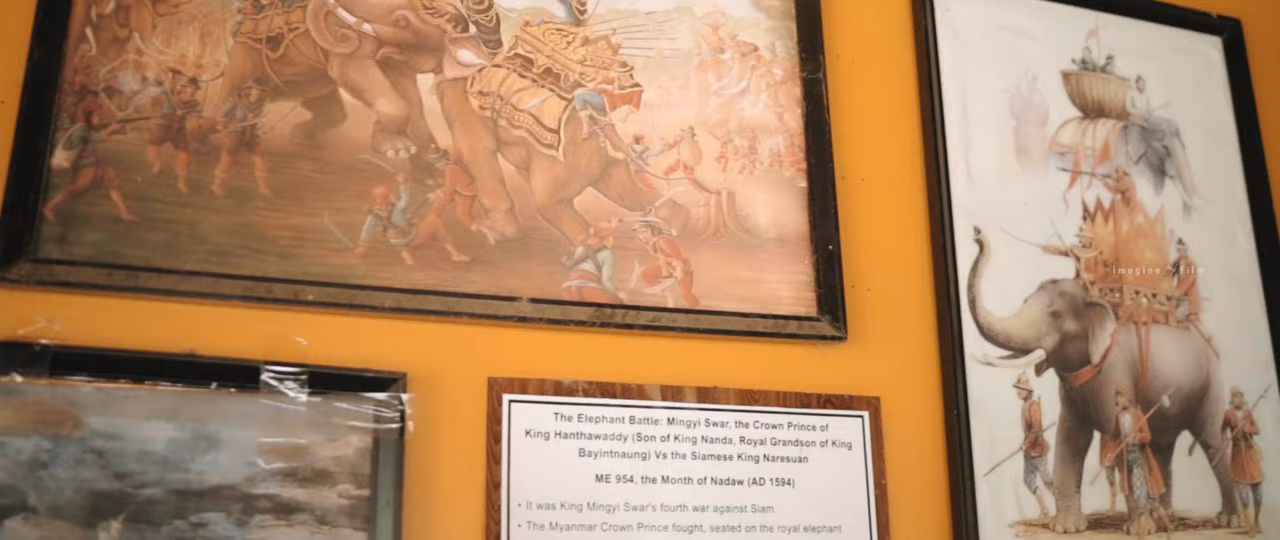 imagine film
The Elephant Battle: Mingyi Swar, the Crown Prince of
King Hanthawaddy (Son of King Nanda, Royal Grandson of King
Bayintnaung) Vs the Siamese King Naresuan
ME 954, the Month of Nadaw (AD 1594)
• It was King Mingyi Swar's fourth war against Siam.
• The Myanmar Crown Prince fought, seated on the royal elephant